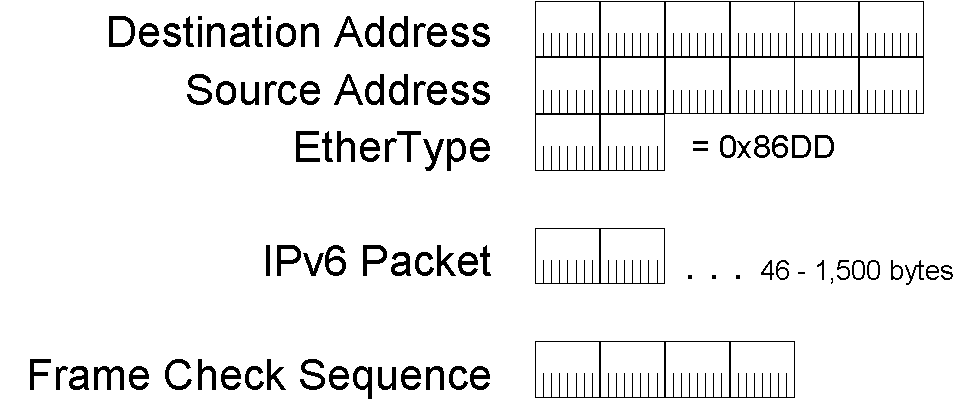 Destination Address
Source Address
EtherType = 0x86DD
IPv6 Packet . . . 46 - 1,500 bytes
Frame Check Sequence